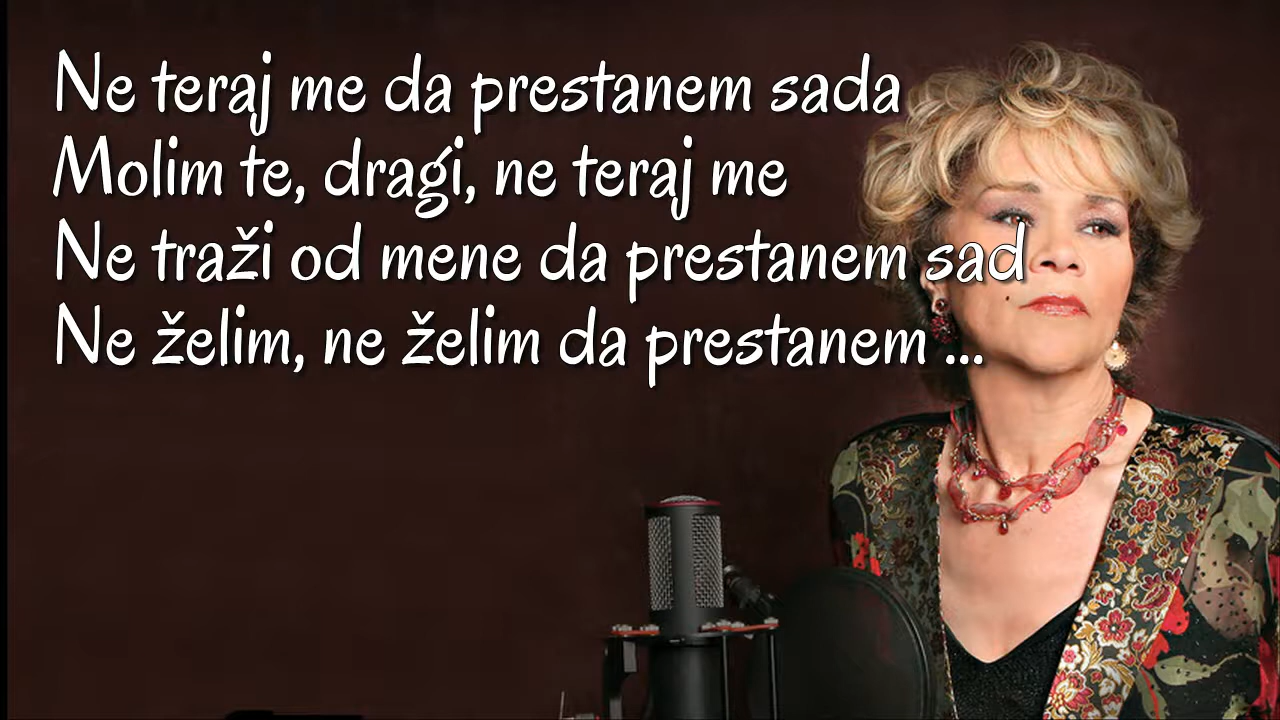 Ne teraj me da prestanem sada
Molim te, dragi, ne teraj me
Ne traži od mene da prestanem sad
Ne želim, ne želim da prestanem ...